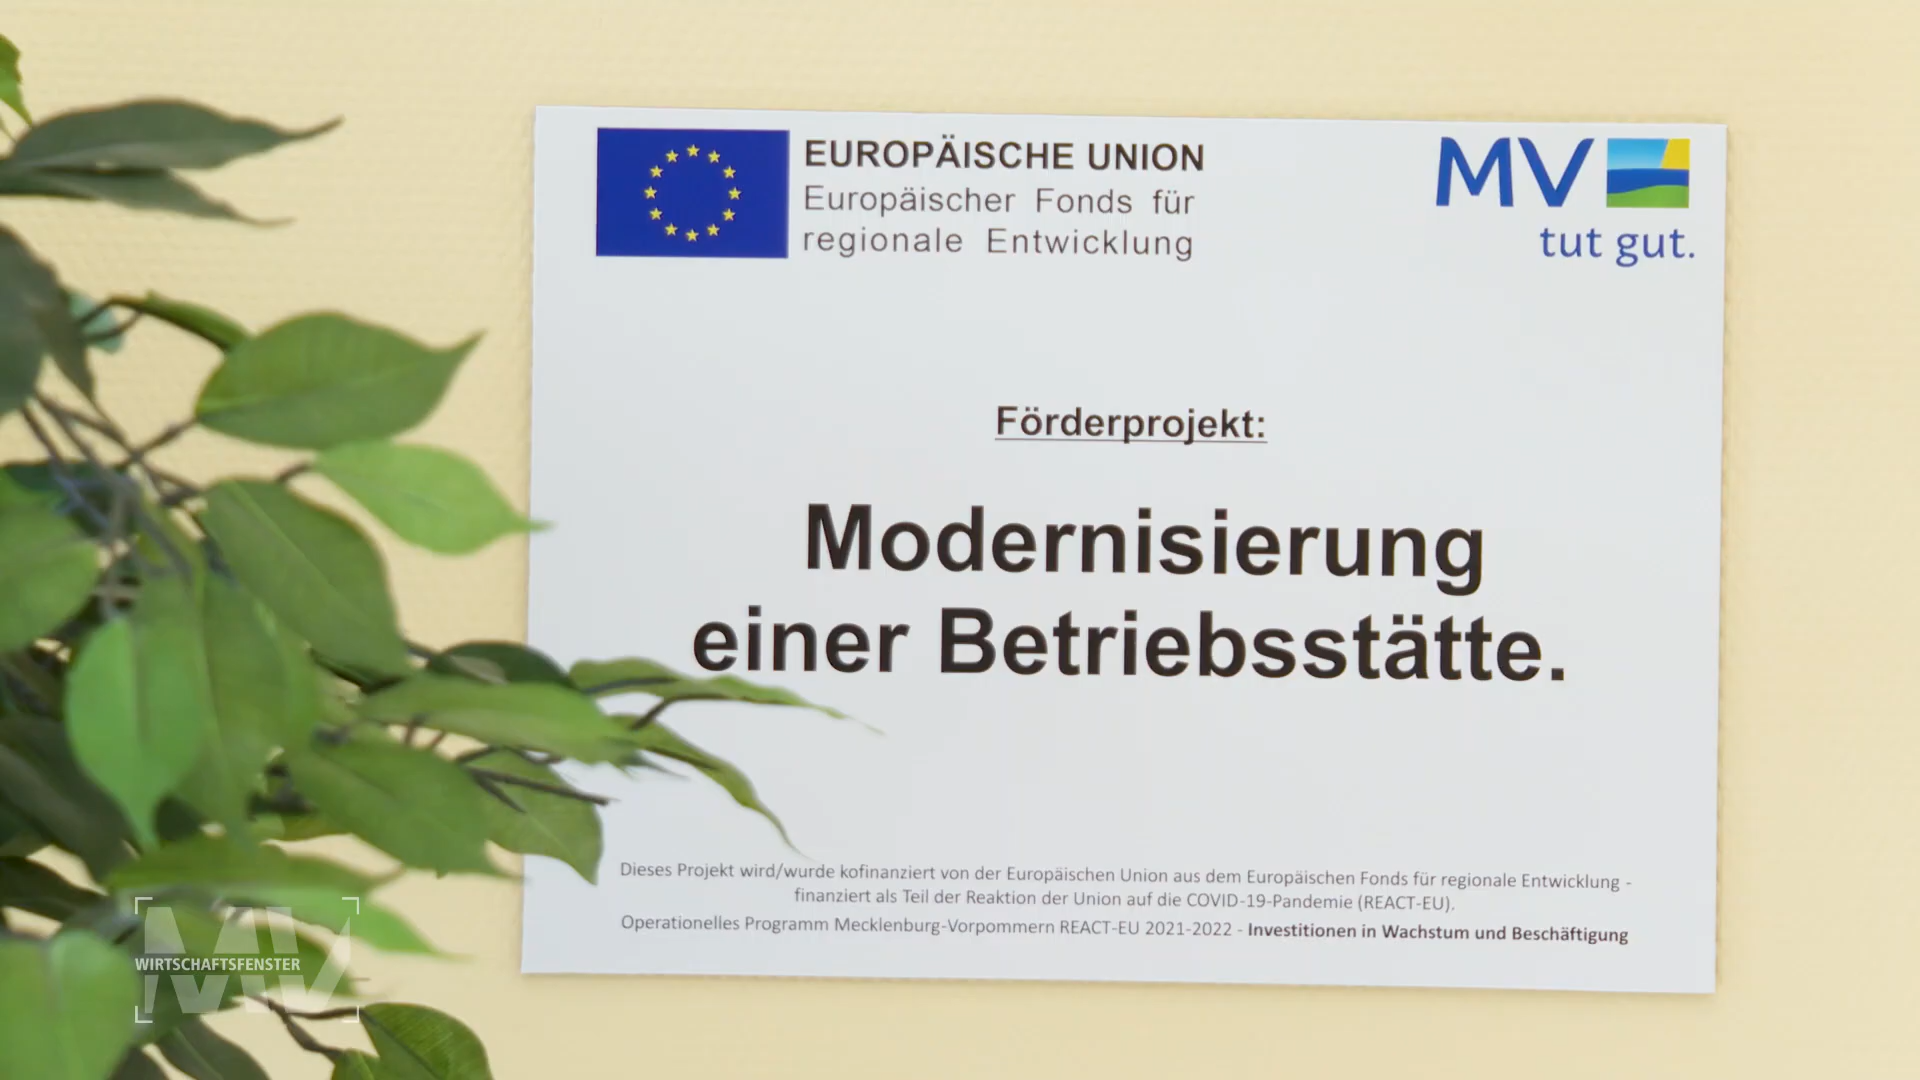 EUROPÄISCHE UNION
Europäischer Fonds für
regionale Entwicklung
MV
tut gut.
Förderprojekt:
Modernisierung
einer Betriebsstätte.
Dieses Projekt wird/wurde kofinanziert von der Europäischen Union aus dem Europäischen Fonds für regionale Entwicklung -
finanziert als Teil der Reaktion der Union auf die COVID-19-Pandemie (REACT-EU).
Operationelles Programm Mecklenburg-Vorpommern REACT-EU 2021-2022 - Investitionen in Wachstum und Beschäftigung
MV
WIRTSCHAFTSFENSTER